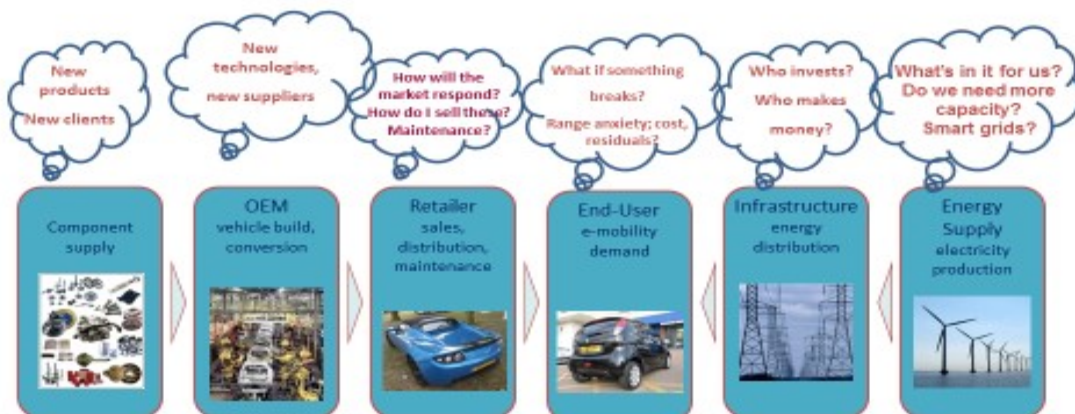 New
products
New clients
New
technologies,
new suppliers
How will the
market respond?
How do I sell these?
Maintenance?
What if something
breaks?
Range anxiety; cost,
residuals?
Who invests?
Who makes
money?
What's in it for us?
Do we need more
capacity?
Smart grids?
Component
supply
OEM
vehicle build,
conversion
Retailer
sales,
distribution,
maintenance
End-User
e-mobility
demand
Infrastructure
energy
distribution
Energy
Supply
electricity
production